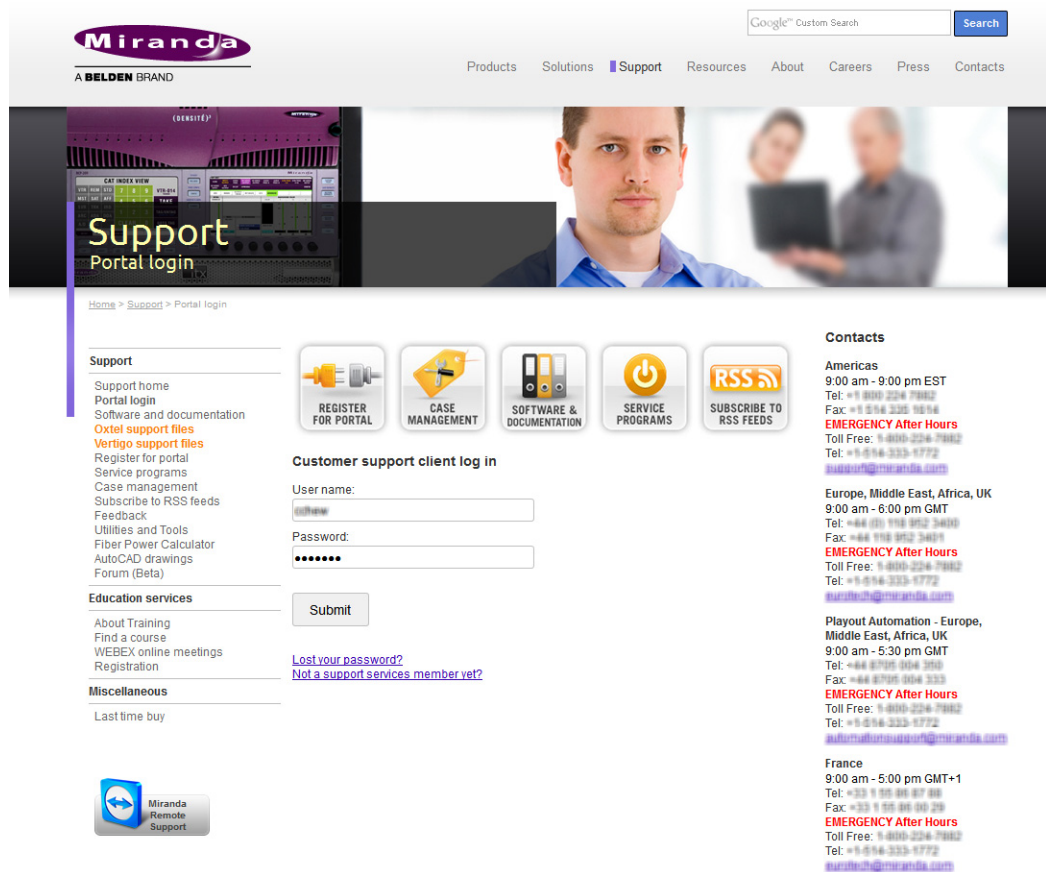 Miranda
A BELDEN BRAND
Google™ Custom Search
Search
Products Solutions Support Resources About Careers Press Contacts
(DENSITÉ)³
CAT INDEX VIEW
Support
Portal login
Home > Support > Portal login
Support
Support home
Portal login
Software and documentation
Oxtel support files
Vertigo support files
Register for portal
Service programs
Case management
Subscribe to RSS feeds
Feedback
Utilities and Tools
Fiber Power Calculator
AutoCAD drawings
Forum (Beta)
Education services
About Training
Find a course
WEBEX online meetings
Registration
Miscellaneous
Last time buy
Miranda
Remote
Support
REGISTER
FOR PORTAL
CASE
MANAGEMENT
SOFTWARE &
DOCUMENTATION
SERVICE
PROGRAMS
RSS
SUBSCRIBE TO
RSS FEEDS
Customer support client log in
User name:
Password:
Submit
Lost your password?
Not a support services member yet?
Contacts
Americas
9:00 am - 9:00 pm EST
Tel:
Fax:
EMERGENCY After Hours
Toll Free:
Tel:
Europe, Middle East, Africa, UK
9:00 am - 6:00 pm GMT
Tel:
Fax:
EMERGENCY After Hours
Toll Free:
Tel:
Playout Automation - Europe,
Middle East, Africa, UK
9:00 am - 5:30 pm GMT
Tel:
Fax:
EMERGENCY After Hours
Toll Free:
Tel:
France
9:00 am - 5:00 pm GMT+1
Tel:
Fax:
EMERGENCY After Hours
Toll Free:
Tel: